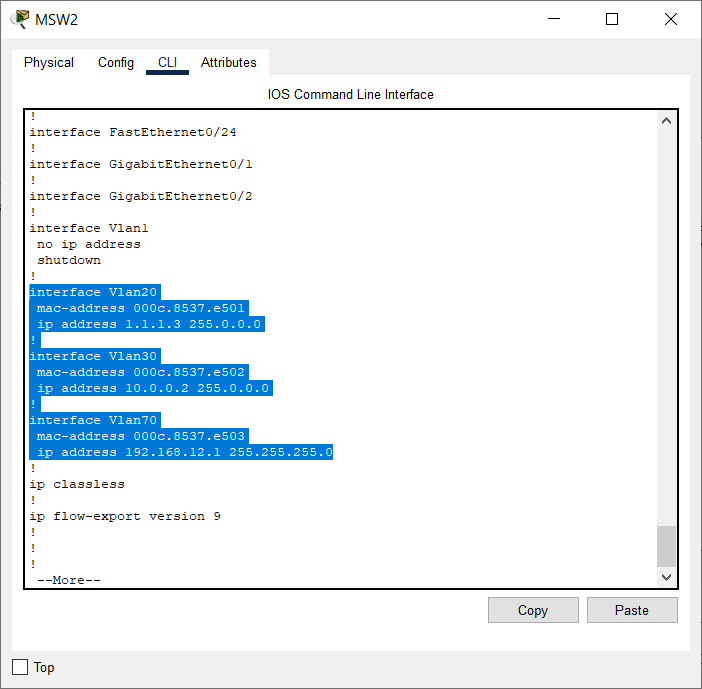 MSW2
Physical Config CLI Attributes
IOS Command Line Interface
!
interface FastEthernet0/24
!
interface GigabitEthernet0/1
!
interface GigabitEthernet0/2
!
interface Vlan1
 no ip address
 shutdown
!
interface Vlan20
 mac-address 000c.8537.e501
 ip address 1.1.1.3 255.0.0.0
!
interface Vlan30
 mac-address 000c.8537.e502
 ip address 10.0.0.2 255.0.0.0
!
interface Vlan70
 mac-address 000c.8537.e503
 ip address 192.168.12.1 255.255.255.0
!
ip classless
!
ip flow-export version 9
!
!
!
 --More--
Copy Paste
Top